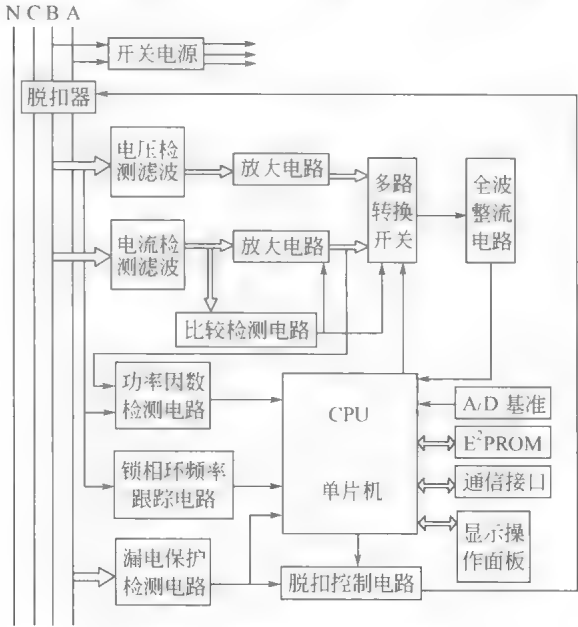 N C B A
开关电源
脱扣器
电压检
测滤波
放大电路
多路
转换
开关
全波
整流
电路
电流检
测滤波
放大电路
比较检测电路
功率因数
检测电路
CPU
单片机
A/D 基准
E²PROM
锁相环频率
跟踪电路
通信接口
显示操
作面板
漏电保护
检测电路
脱扣控制电路